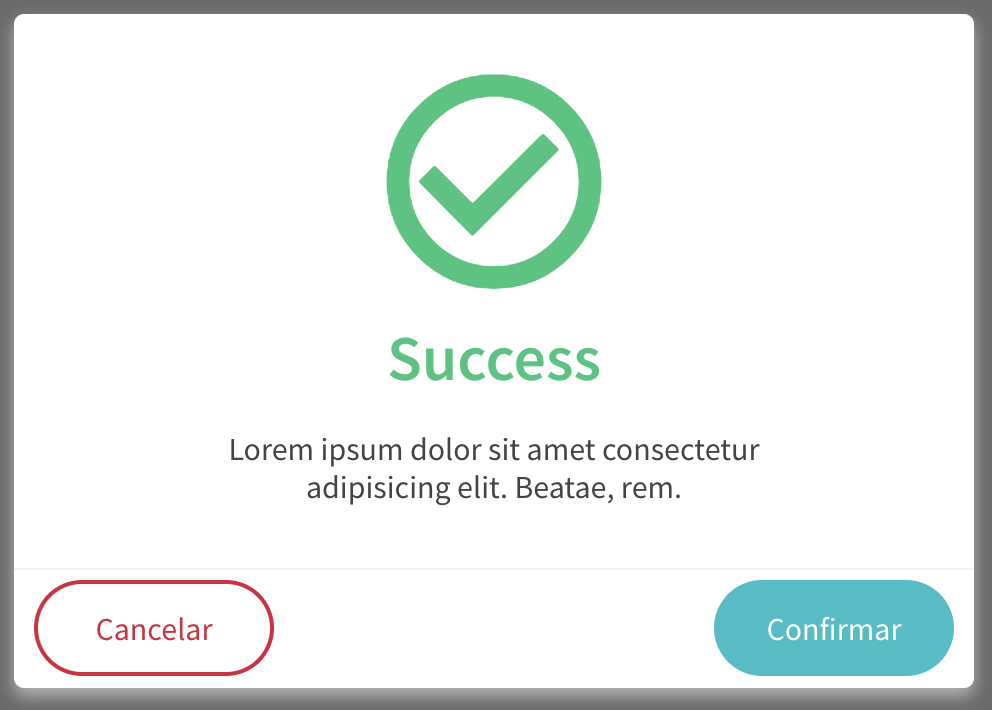 Success
Lorem ipsum dolor sit amet consectetur
adipisicing elit. Beatae, rem.
Cancelar
Confirmar